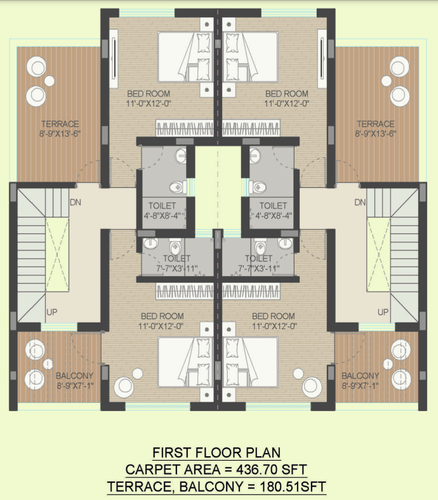 BED ROOM
11'-0"X12'-0"
BED ROOM
11'-0"X12'-0"
TERRACE
8'-9"X13'-6"
TERRACE
8'-9"X13'-6"
DN
TOILET
4'-8"X8'-4"
TOILET
4'-8"X8'-4"
DN
TOILET
7'-7"X3'-11"
TOILET
7'-7"X3'-11"
UP
BED ROOM
11'-0"X12'-0"
BED ROOM
11'-0"X12'-0"
UP
BALCONY
8'-9"X7'-1"
BALCONY
8'-9"X7'-1"
FIRST FLOOR PLAN
CARPET AREA = 436.70 SFT
TERRACE, BALCONY = 180.51SFT